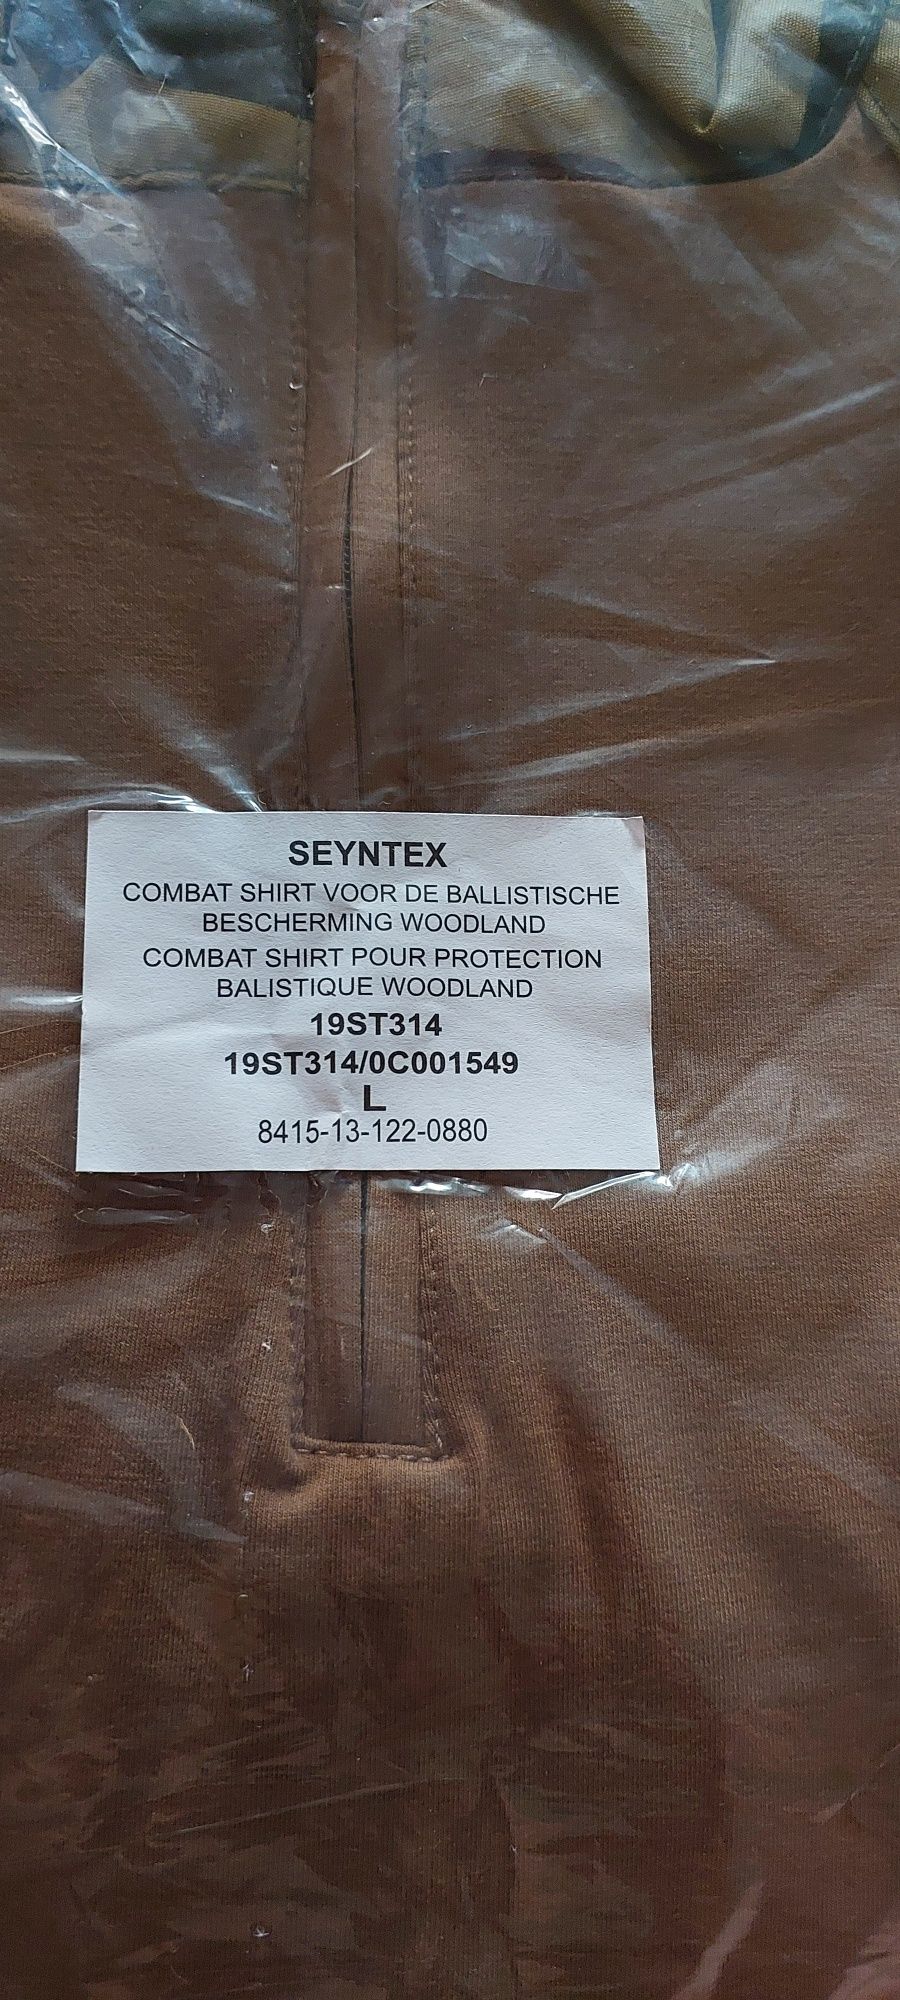 SEYNTEX
COMBAT SHIRT VOOR DE BALLISTISCHE
BESCHERMING WOODLAND
COMBAT SHIRT POUR PROTECTION
BALISTIQUE WOODLAND
19ST314
19ST314/0C001549
L
8415-13-122-0880